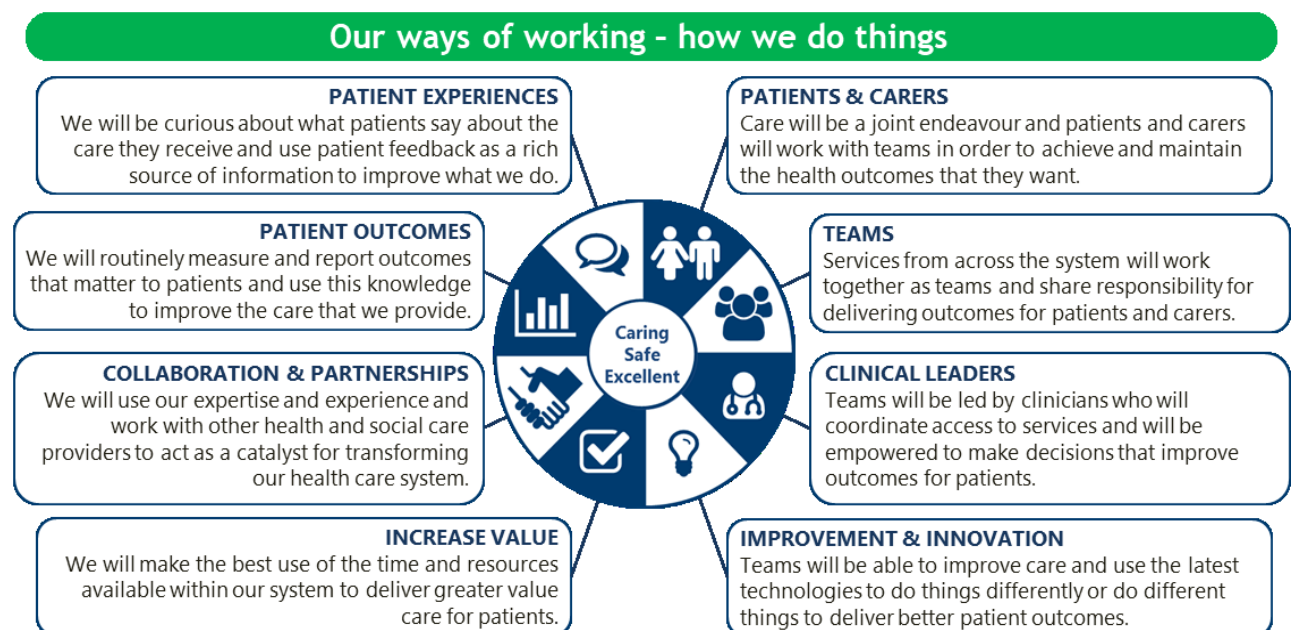 Our ways of working – how we do things
PATIENT EXPERIENCES
We will be curious about what patients say about the
care they receive and use patient feedback as a rich
source of information to improve what we do.
PATIENTS & CARERS
Care will be a joint endeavour and patients and carers
will work with teams in order to achieve and maintain
the health outcomes that they want.
PATIENT OUTCOMES
We will routinely measure and report outcomes
that matter to patients and use this knowledge
to improve the care that we provide.
TEAMS
Services from across the system will work
together as teams and share responsibility for
delivering outcomes for patients and carers.
Caring
Safe
Excellent
COLLABORATION & PARTNERSHIPS
We will use our expertise and experience and
work with other health and social care
providers to act as a catalyst for transforming
our health care system.
CLINICAL LEADERS
Teams will be led by clinicians who will
coordinate access to services and will be
empowered to make decisions that improve
outcomes for patients.
INCREASE VALUE
We will make the best use of the time and resources
available within our system to deliver greater value
care for patients.
IMPROVEMENT & INNOVATION
Teams will be able to improve care and use the latest
technologies to do things differently or do different
things to deliver better patient outcomes.